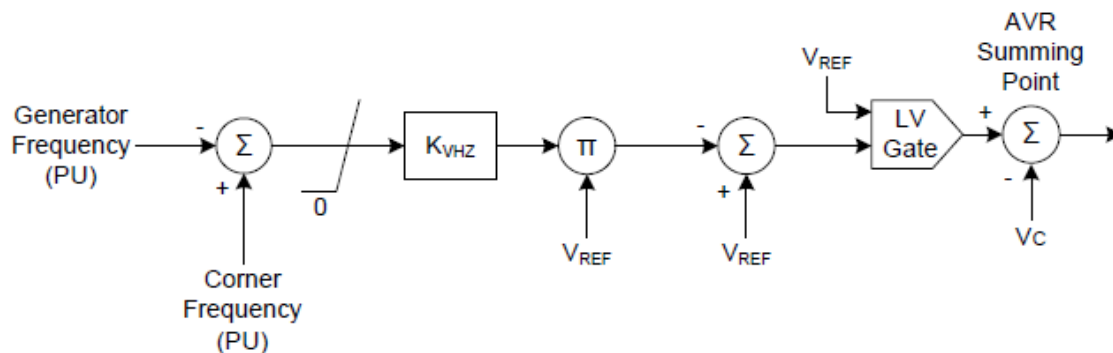 Generator
Frequency
(PU)
-
Σ
+
Corner
Frequency
(PU)
0
KVHZ
π
VREF
-
Σ
+
VREF
VREF
LV
Gate
AVR
Summing
Point
+
Σ
-
VC